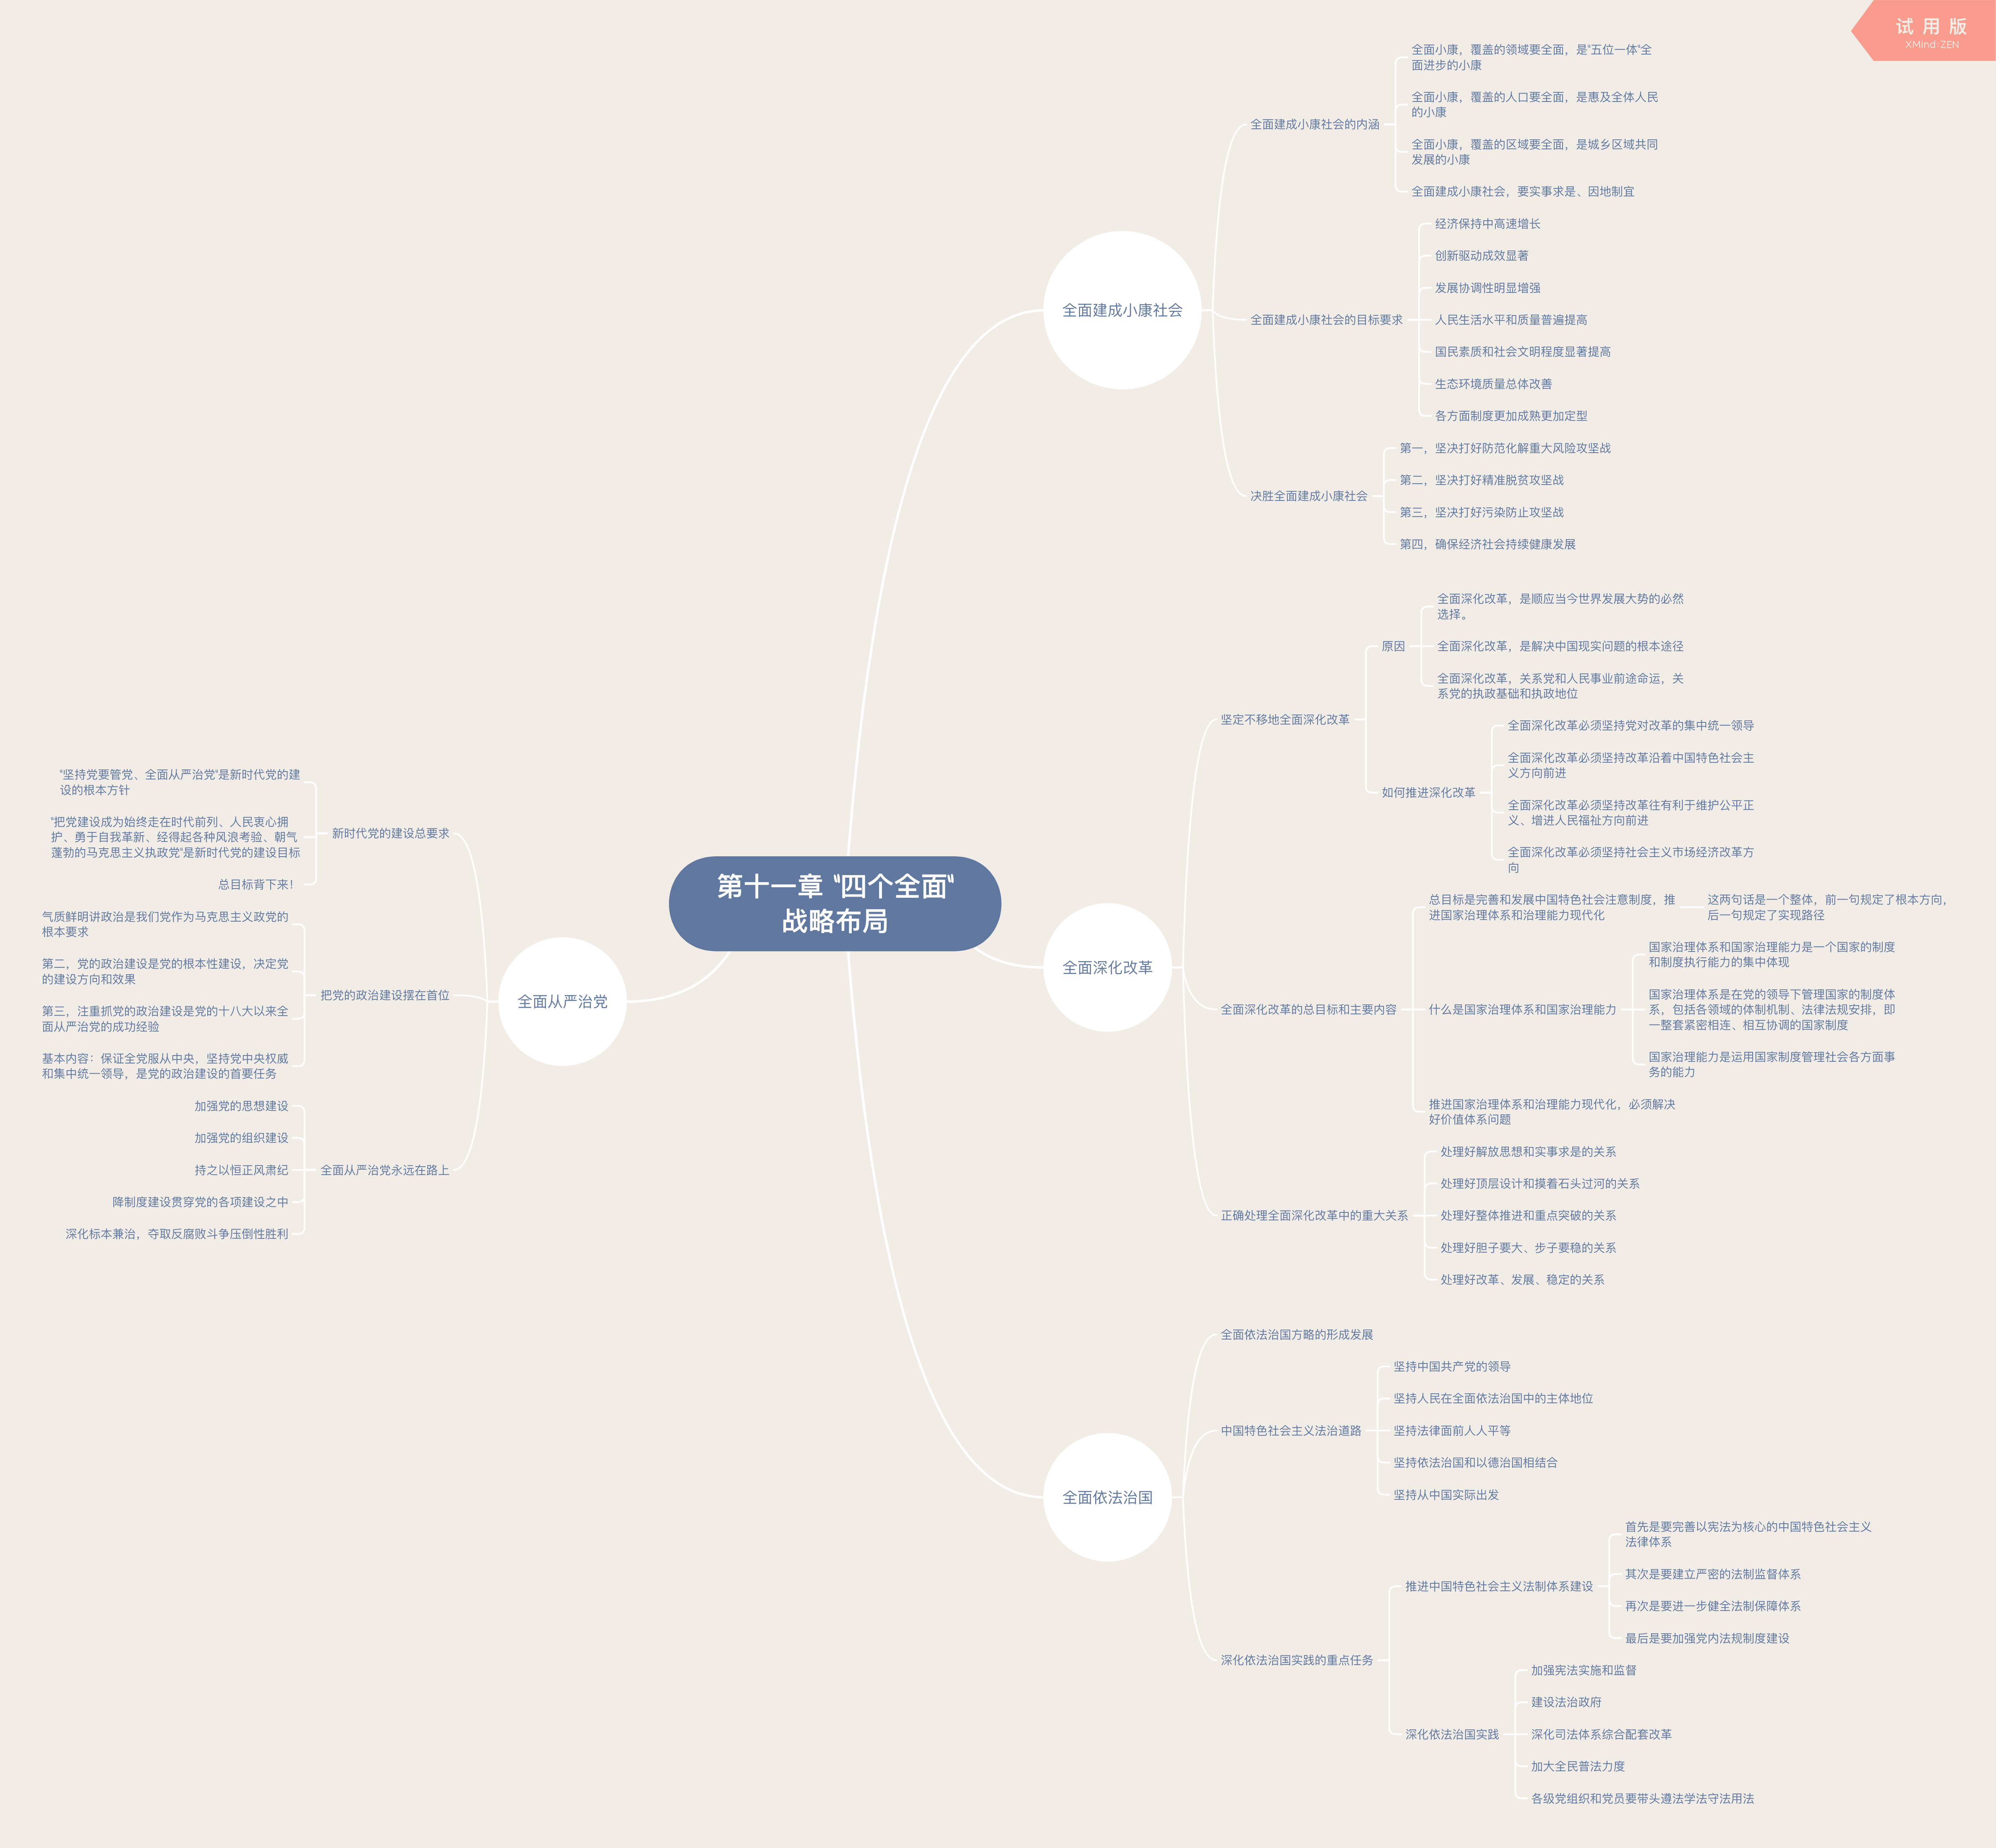 试用版
XMind:ZEN
第十一章 “四个全面”
战略布局
全面建成小康社会
全面建成小康社会的内涵
全面小康，覆盖的领域要全面，是"五位一体"全
面进步的小康
全面小康，覆盖的人口要全面，是惠及全体人民
的小康
全面小康，覆盖的区域要全面，是城乡区域共同
发展的小康
全面建成小康社会，要实事求是、因地制宜
全面建成小康社会的目标要求
经济保持中高速增长
创新驱动成效显著
发展协调性明显增强
人民生活水平和质量普遍提高
国民素质和社会文明程度显著提高
生态环境质量总体改善
各方面制度更加成熟更加定型
决胜全面建成小康社会
第一，坚决打好防范化解重大风险攻坚战
第二，坚决打好精准脱贫攻坚战
第三，坚决打好污染防止攻坚战
第四，确保经济社会持续健康发展
全面深化改革
坚定不移地全面深化改革
原因
全面深化改革，是顺应当今世界发展大势的必然
选择。
全面深化改革，是解决中国现实问题的根本途径
全面深化改革，关系党和人民事业前途命运，关
系党的执政基础和执政地位
如何推进深化改革
全面深化改革必须坚持党对改革的集中统一领导
全面深化改革必须坚持改革沿着中国特色社会主
义方向前进
全面深化改革必须坚持改革往有利于维护公平正
义、增进人民福祉方向前进
全面深化改革必须坚持社会主义市场经济改革方
向
全面深化改革的总目标和主要内容
总目标是完善和发展中国特色社会注意制度，推
进国家治理体系和治理能力现代化
这两句话是一个整体，前一句规定了根本方向，
后一句规定了实现路径
什么是国家治理体系和国家治理能力
国家治理体系和国家治理能力是一个国家的制度
和制度执行能力的集中体现
国家治理体系是在党的领导下管理国家的制度体
系，包括各领域的体制机制、法律法规安排，即
一整套紧密相连、相互协调的国家制度
国家治理能力是运用国家制度管理社会各方面事
务的能力
推进国家治理体系和治理能力现代化，必须解决
好价值体系问题
正确处理全面深化改革中的重大关系
处理好解放思想和实事求是的关系
处理好顶层设计和摸着石头过河的关系
处理好整体推进和重点突破的关系
处理好胆子要大、步子要稳的关系
处理好改革、发展、稳定的关系
全面依法治国
全面依法治国方略的形成发展
中国特色社会主义法治道路
坚持中国共产党的领导
坚持人民在全面依法治国中的主体地位
坚持法律面前人人平等
坚持依法治国和以德治国相结合
坚持从中国实际出发
深化依法治国实践的重点任务
推进中国特色社会主义法制体系建设
首先是要完善以宪法为核心的中国特色社会主义
法律体系
其次是要建立严密的法制监督体系
再次是要进一步健全法制保障体系
最后是要加强党内法规制度建设
深化依法治国实践
加强宪法实施和监督
建设法治政府
深化司法体系综合配套改革
加大全民普法力度
各级党组织和党员要带头遵法学法守法用法
全面从严治党
新时代党的建设总要求
"坚持党要管党、全面从严治党"是新时代党的建
设的根本方针
"把党建设成为始终走在时代前列、人民衷心拥
护、勇于自我革新、经得起各种风浪考验、朝气
蓬勃的马克思主义执政党"是新时代党的建设目标
总目标背下来！
把党的政治建设摆在首位
气质鲜明讲政治是我们党作为马克思主义政党的
根本要求
第二，党的政治建设是党的根本性建设，决定党
的建设方向和效果
第三，注重抓党的政治建设是党的十八大以来全
面从严治党的成功经验
基本内容：保证全党服从中央，坚持党中央权威
和集中统一领导，是党的政治建设的首要任务
全面从严治党永远在路上
加强党的思想建设
加强党的组织建设
持之以恒正风肃纪
降制度建设贯穿党的各项建设之中
深化标本兼治，夺取反腐败斗争压倒性胜利